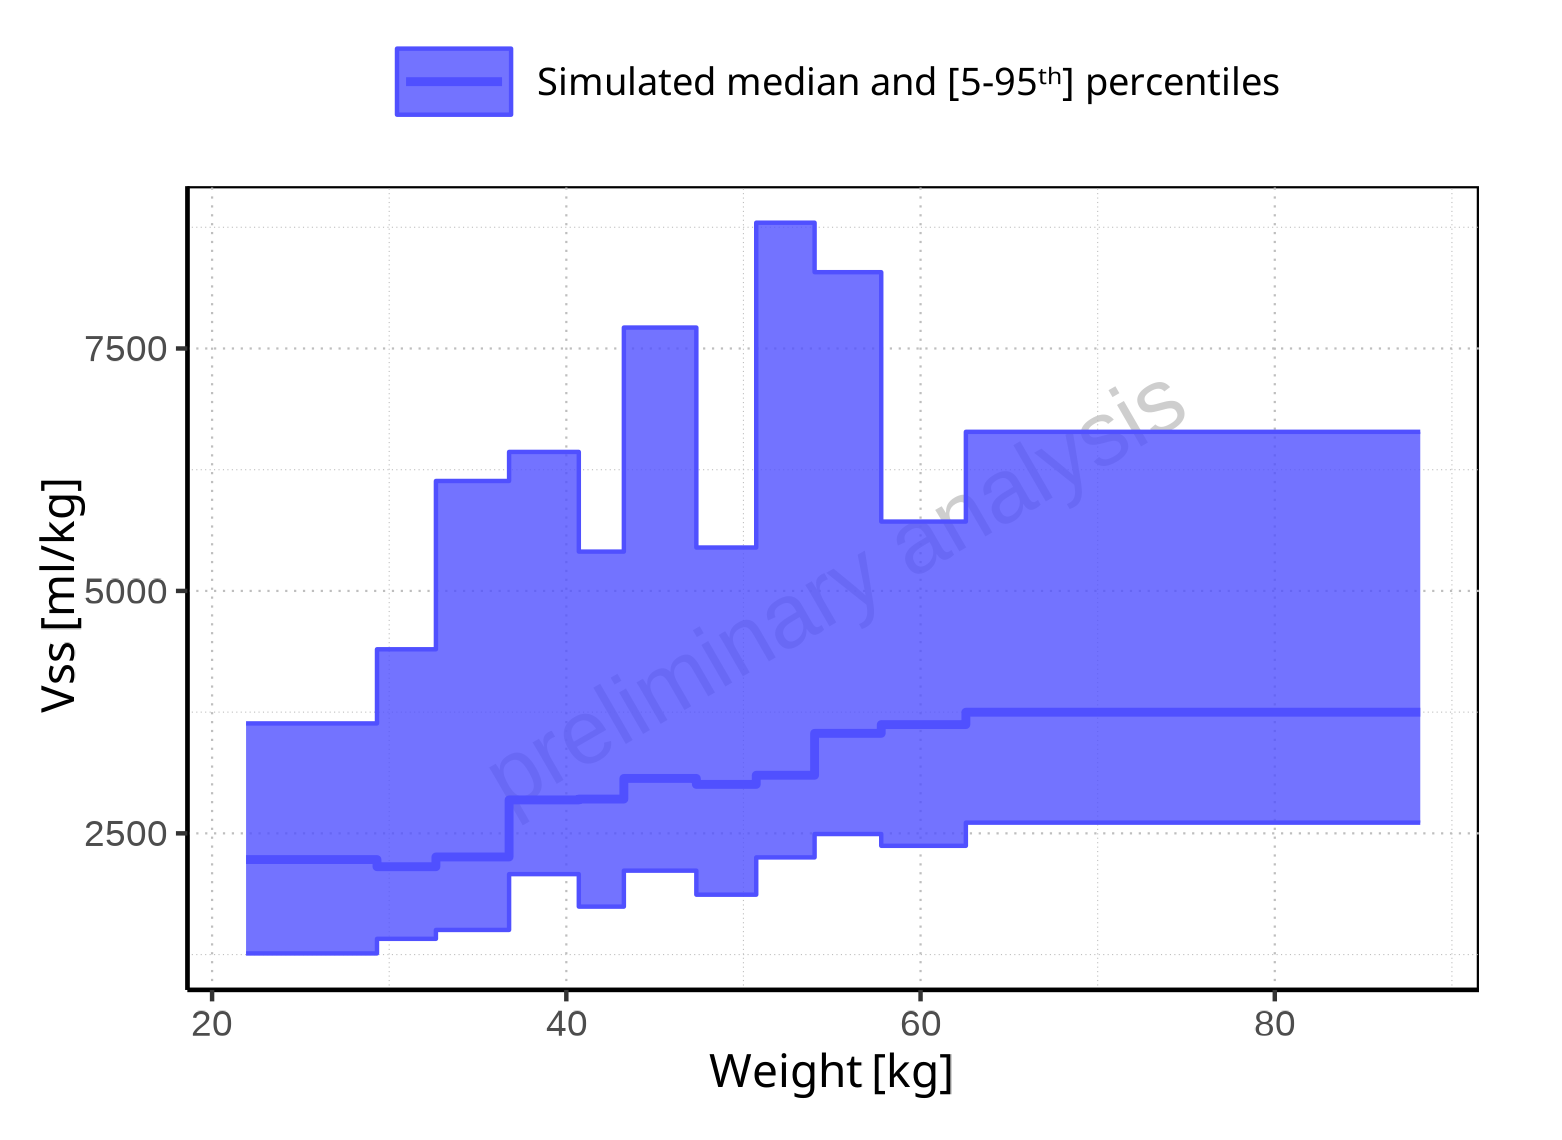 Simulated median and [5-95ᵗʰ] percentiles
Vss [ml/kg]
7500
5000
2500
preliminary analysis
20 40 60 80
Weight [kg]